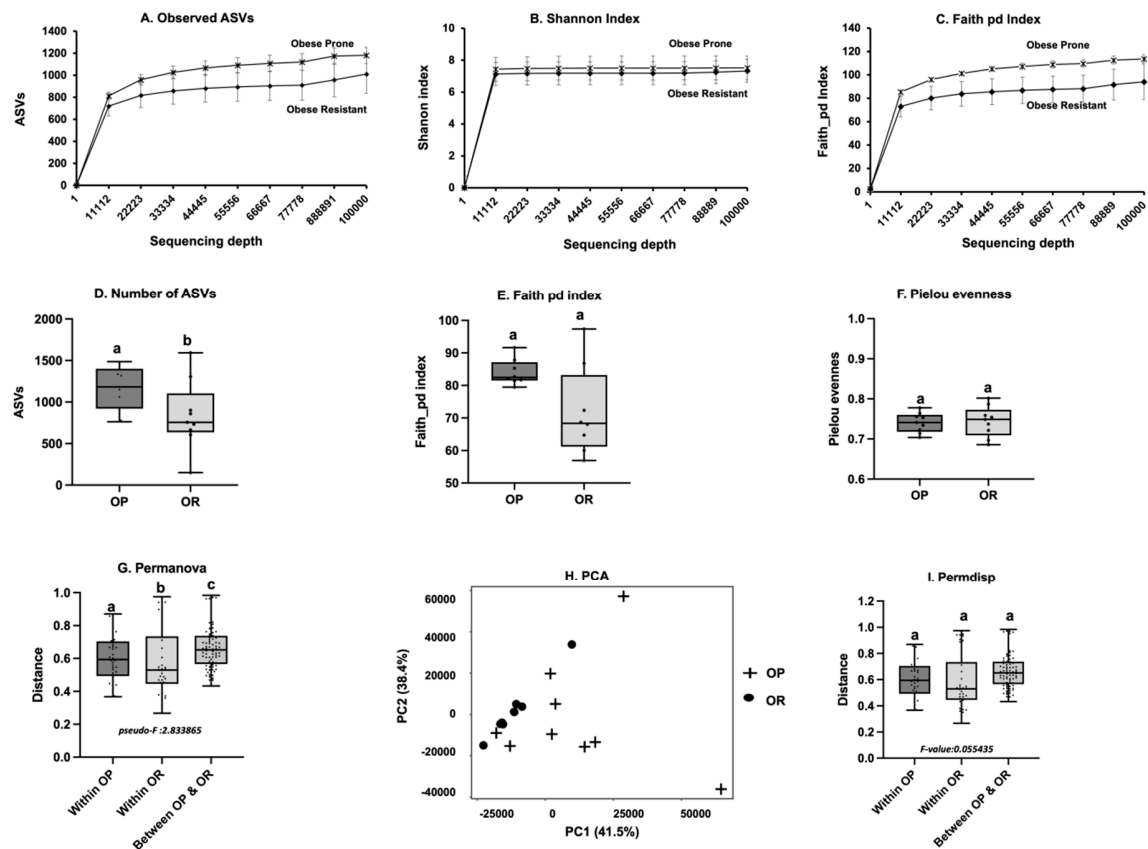 A. Observed ASVs
ASVs
1400
1200
1000
800
600
400
200
0
Obese Prone
Obese Resistant
1
11112
22223
33334
44445
55556
66667
77778
888891
100000
Sequencing depth
B. Shannon Index
Shanon index
10
8
6
4
2
0
Obese Prone
Obese Resistant
1
11112
22223
33334
44445
55556
66667
77778
88889
100000
Sequencing depth
C. Faith pd Index
Faith_pd Index
140
120
100
80
60
40
20
0
Obese Prone
Obese Resistant
1
11112
22223
33334
44445
55556
66667
77778
88889
100000
Sequencing depth
D. Number of ASVs
ASVs
2000
1500
1000
500
0
a
b
OP
OR
E. Faith pd index
Faith_pd index
100
90
80
70
60
50
a
a
OP
OR
F. Pielou evenness
Pielou evennes
1.0
0.9
0.8
0.7
0.6
a
a
OP
OR
G. Permanova
Distance
1.0
0.8
0.6
0.4
0.2
0.0
a
b
c
pseudo-F :2.833865
Within OP
Within OR
Between OP & OR
H. PCA
PC2 (38.4%)
60000
40000
20000
0
-20000
-40000
-25000
0
25000
50000
PC1 (41.5%)
OP
OR
I. Permdisp
Distance
1.2
1.0
0.8
0.6
0.4
0.2
0.0
a
a
a
F-value:0.055435
Within OP
Within OR
Between OP & OR